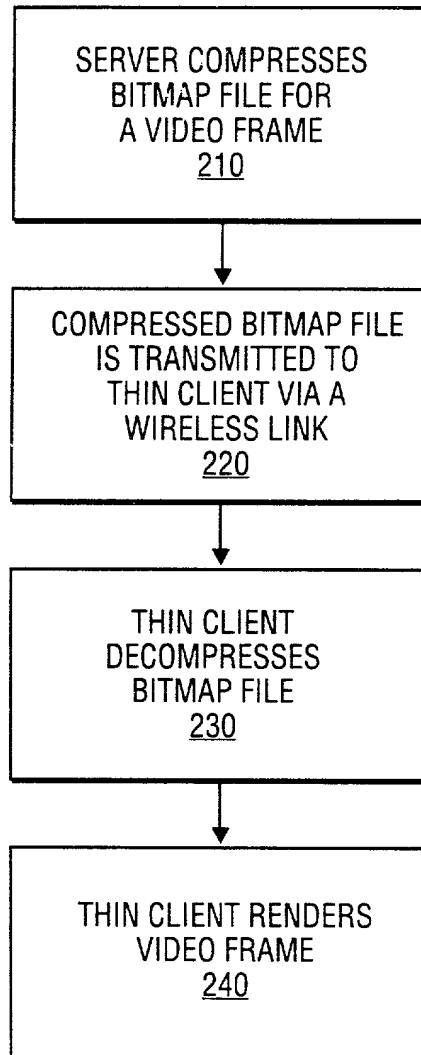 SERVER COMPRESSES
BITMAP FILE FOR
A VIDEO FRAME
210
COMPRESSED BITMAP FILE
IS TRANSMITTED TO
THIN CLIENT VIA A
WIRELESS LINK
220
THIN CLIENT
DECOMPRESSES
BITMAP FILE
230
THIN CLIENT RENDERS
VIDEO FRAME
240